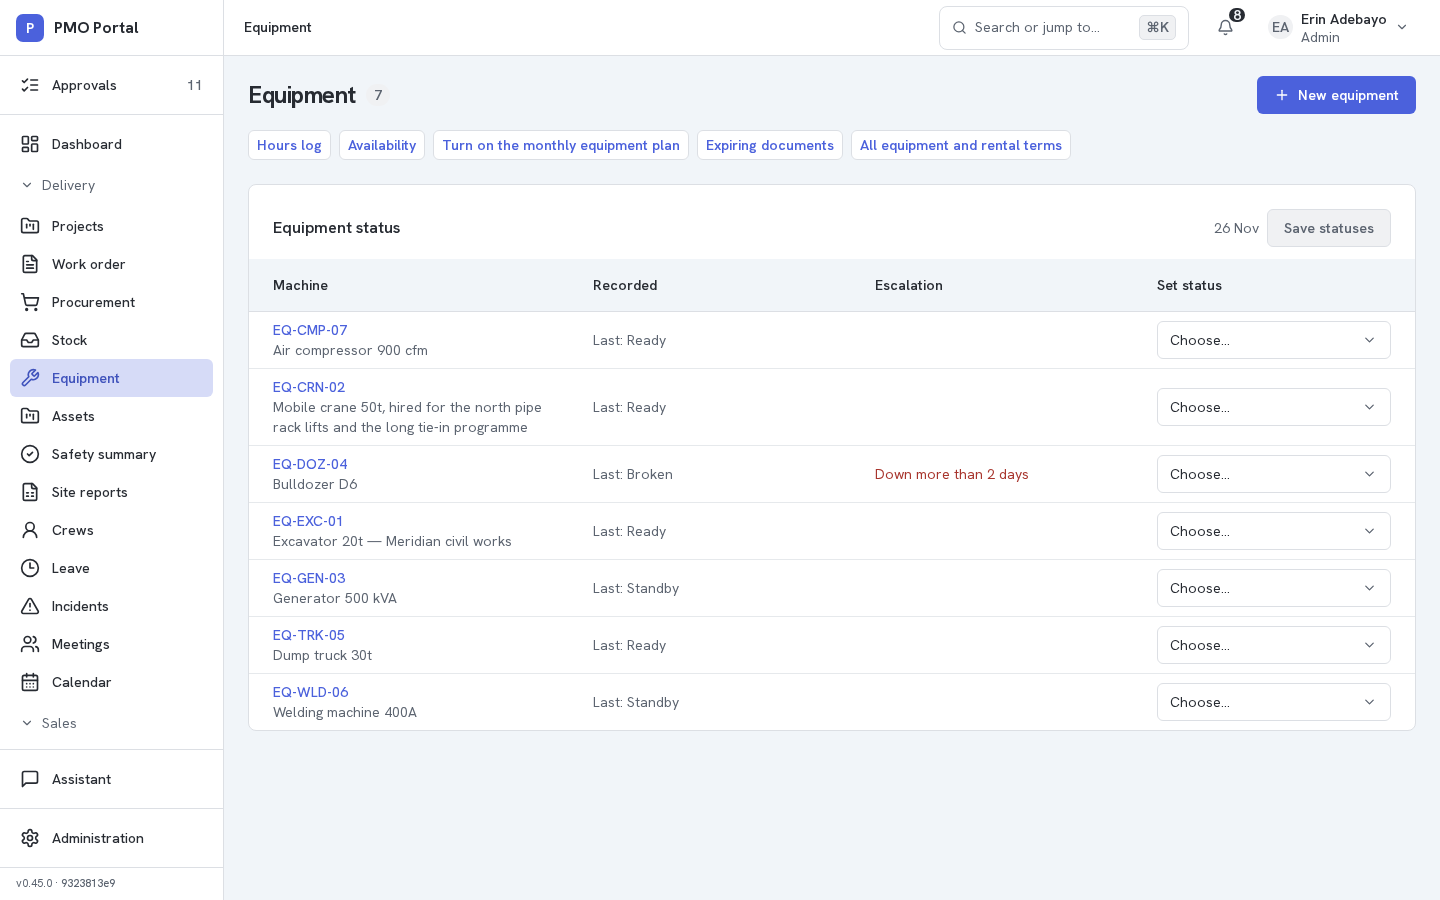 P PMO Portal
Equipment
Search or jump to...
⌘K
8
EA
Erin Adebayo
Admin
Approvals 11
Dashboard
Delivery
Projects
Work order
Procurement
Stock
Equipment
Assets
Safety summary
Site reports
Crews
Leave
Incidents
Meetings
Calendar
Sales
Assistant
Administration
v0.45.0 · 9323813e9
Equipment 7
New equipment
Hours log
Availability
Turn on the monthly equipment plan
Expiring documents
All equipment and rental terms
Equipment status
26 Nov
Save statuses
Machine Recorded Escalation Set status
EQ-CMP-07
Air compressor 900 cfm
Last: Ready
Choose...
EQ-CRN-02
Mobile crane 50t, hired for the north pipe
rack lifts and the long tie-in programme
Last: Ready
Choose...
EQ-DOZ-04
Bulldozer D6
Last: Broken
Down more than 2 days
Choose...
EQ-EXC-01
Excavator 20t — Meridian civil works
Last: Ready
Choose...
EQ-GEN-03
Generator 500 kVA
Last: Standby
Choose...
EQ-TRK-05
Dump truck 30t
Last: Ready
Choose...
EQ-WLD-06
Welding machine 400A
Last: Standby
Choose...